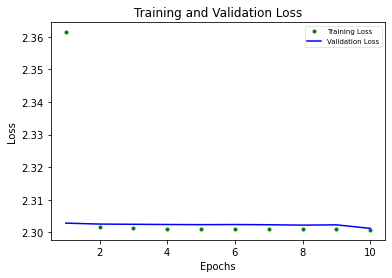 Training and Validation Loss
Training Loss
Validation Loss
2.36
2.35
2.34
2.33
2.32
2.31
2.30
Loss
2
4
6
8
10
Epochs